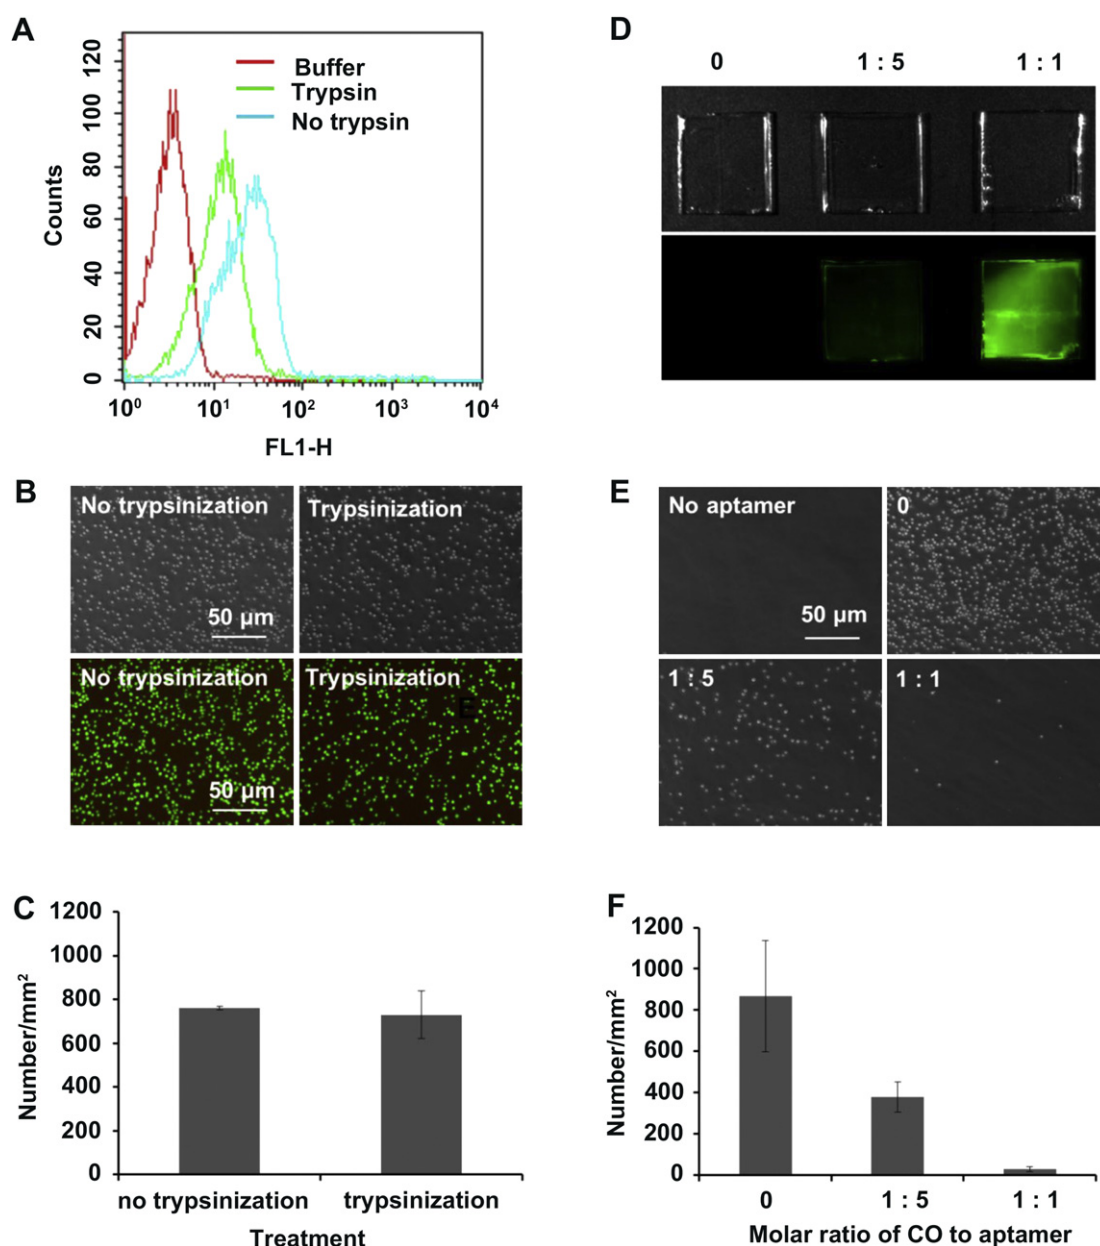 A
120
100
80
60
40
20
0
Counts
Buffer
Trypsin
No trypsin
10⁰ 10¹ 10² 10³ 10⁴
FL1-H
B
No trypsinization
Trypsinization
50 µm
No trypsinization
Trypsinization
E
50 µm
C
1200
1000
800
600
400
200
0
Number/mm²
no trypsinization
trypsinization
Treatment
D
0 1 : 5 1 : 1
E
No aptamer
0
50 µm
1 : 5
1 : 1
F
1200
1000
800
600
400
200
0
Number/mm²
0 1 : 5 1 : 1
Molar ratio of CO to aptamer